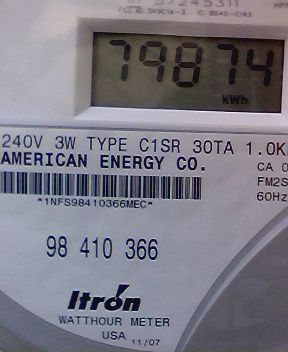 57245311
79874
kWh
240V 3W TYPE C1SR 30TA 1.0K
AMERICAN ENERGY CO.
CA
FM2S
60Hz
*1NFS98410366MEC*
98 410 366
Itron
WATTHOUR METER
USA 11/07